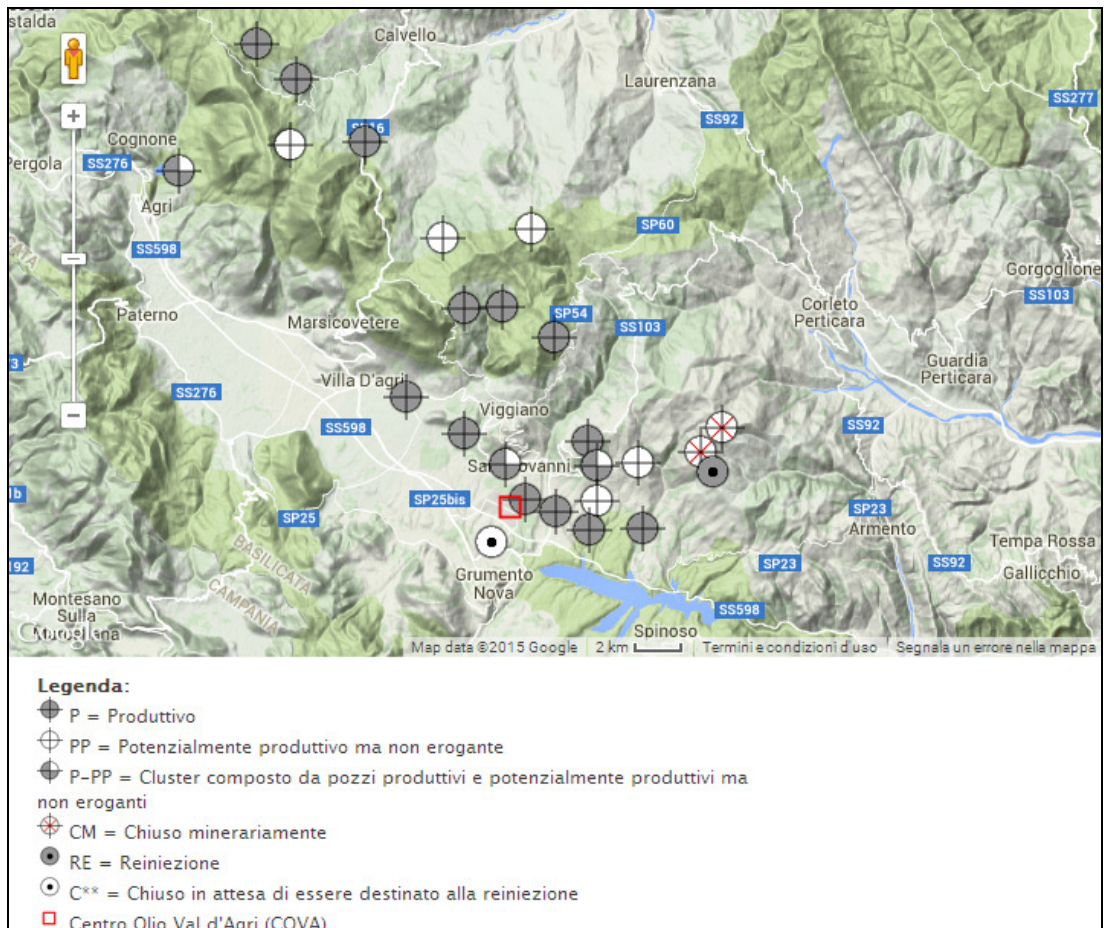 stalda
Calvello
Laurenzana
SS277
SS92
Cognone
Pergola
SS276
Agri
SP60
SS598
Gorgoglione
SS103
Paterno
Marsicovetere
SP54
SS103
Corleto
Perticara
Guardia
Perticara
Villa D'agri
SS276
Viggiano
SS598
SS92
SP25bis
SP25
SP23
Armento
Tempa Rossa
BASILICATA
CAMPANIA
SP23
SS92
Gallicchio
Grumento
Nova
Montesano
Sulla
SS598
Spinoso
Map data ©2015 Google
2 km
Termini e condizioni d'uso
Segnala un errore nella mappa
Legenda:
P = Produttivo
PP = Potenzialmente produttivo ma non erogante
P-PP = Cluster composto da pozzi produttivi e potenzialmente produttivi ma
non eroganti
CM = Chiuso minerariamente
RE = Reiniezione
C** = Chiuso in attesa di essere destinato alla reiniezione
Centro Olio Val d'Agri (COVA)